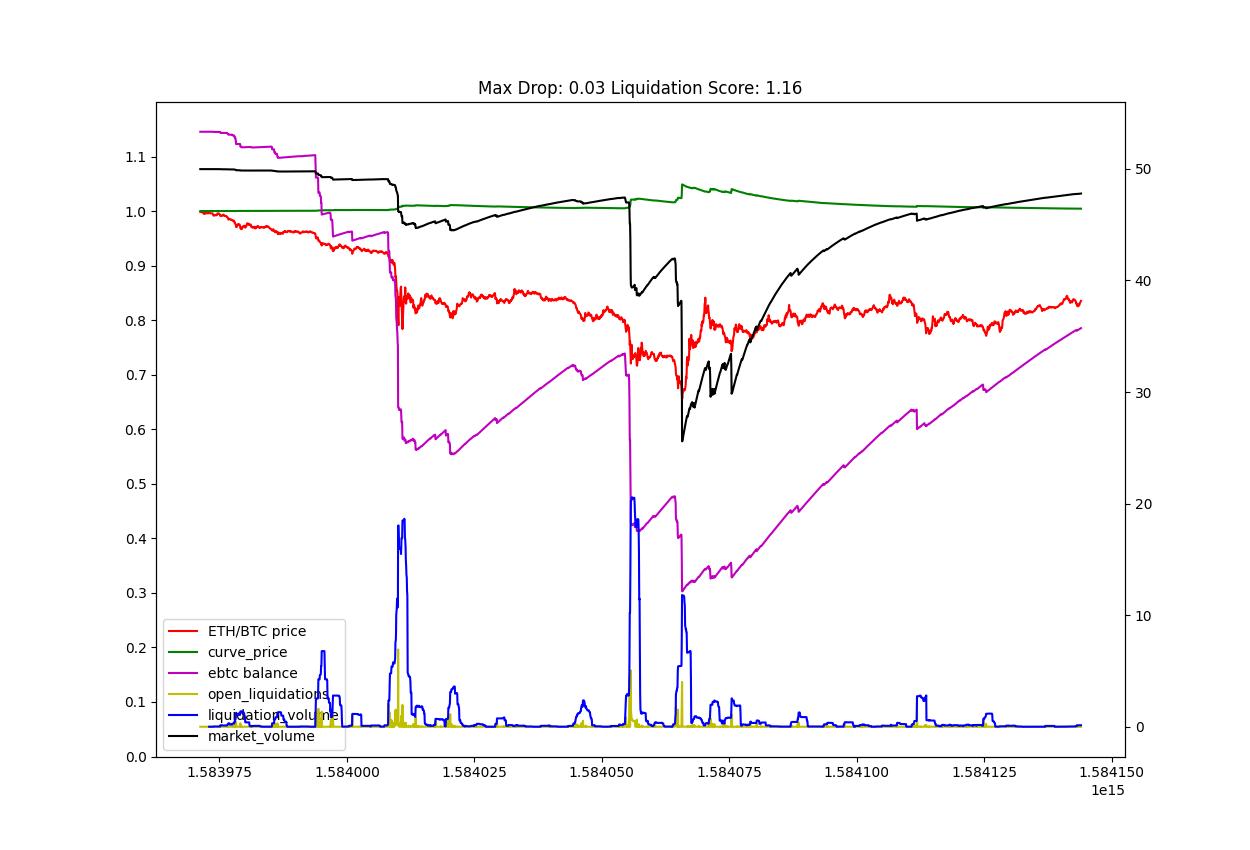 Max Drop: 0.03 Liquidation Score: 1.16
1.1
1.0
0.9
0.8
0.7
0.6
0.5
0.4
0.3
0.2
0.1
0.0
50
40
30
20
10
0
ETH/BTC price
curve_price
ebtc balance
open_liquidations
liquidation_volume
market_volume
1.583975 1.584000 1.584025 1.584050 1.584075 1.584100 1.584125 1.584150
1e15